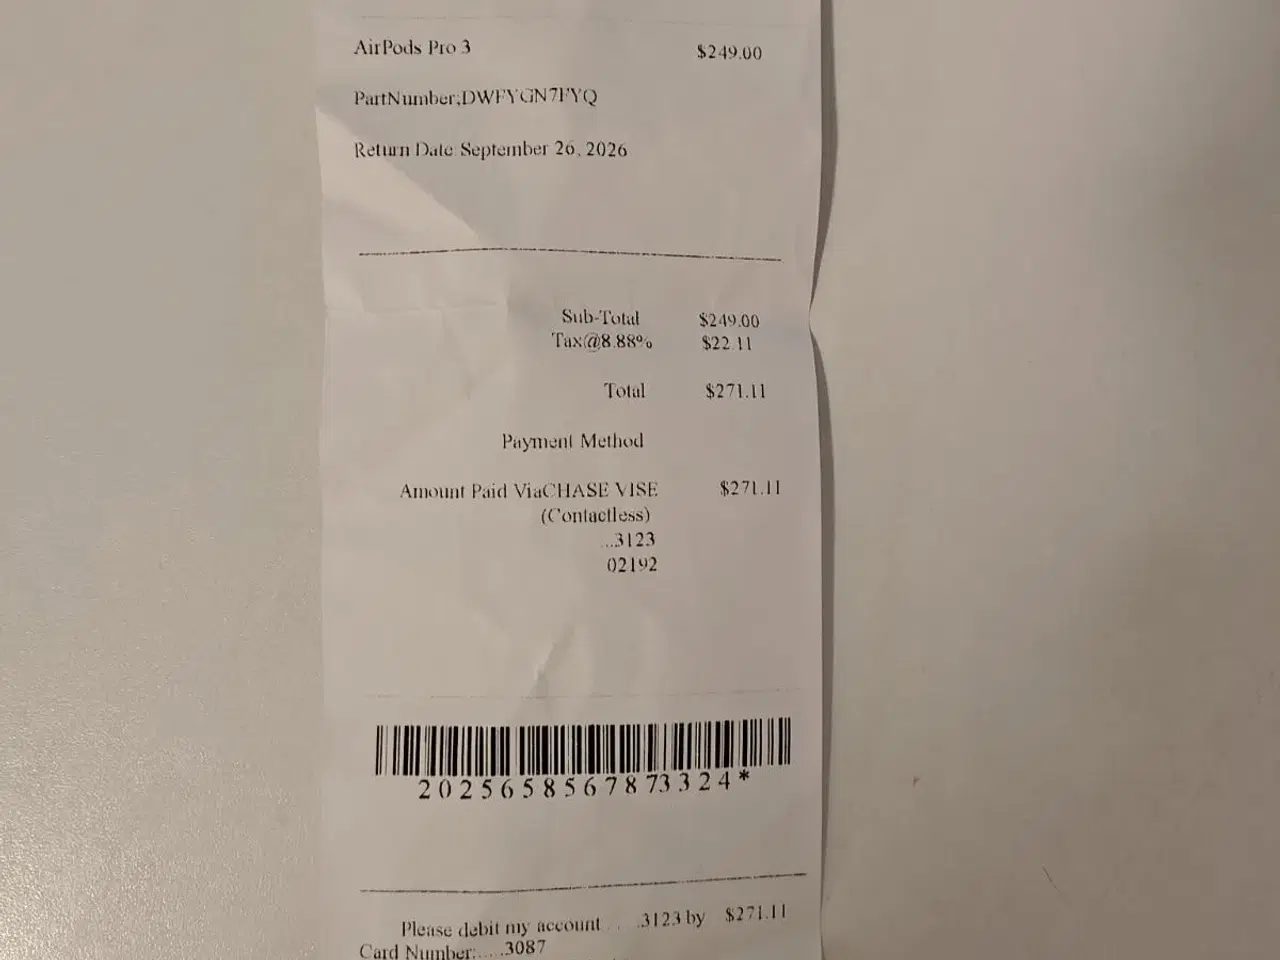 AirPods Pro 3 $249.00
PartNumber;DWFYGN7FYQ
Return Date: September 26, 2026
Sub-Total $249.00
Tax@8.88% $22.11
Total $271.11
Payment Method
Amount Paid ViaCHASE VISE $271.11
(Contactless)
...3123
02192
2025658567873324*
Please debit my account . . .3123 by $271.11
Card Number:.....3087